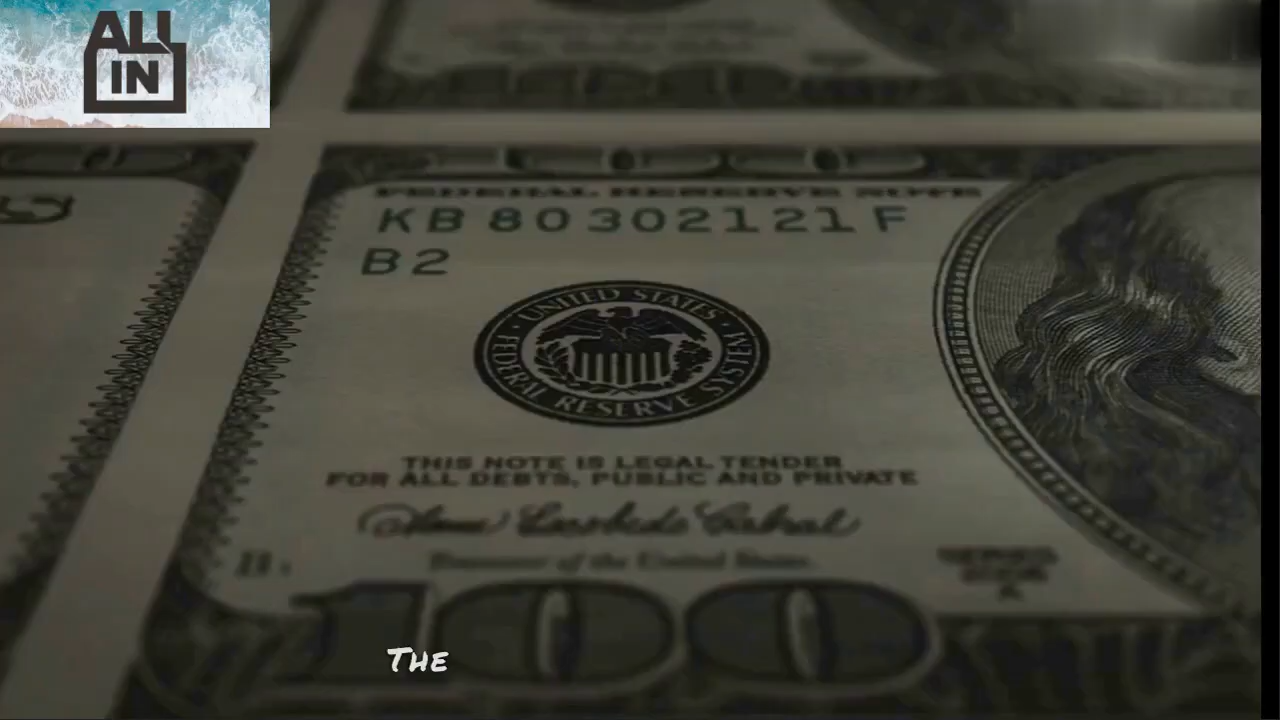 ALL
IN
FEDERAL RESERVE NOTE
KB 80302121 F
B2
UNITED STATES
FEDERAL RESERVE SYSTEM
THIS NOTE IS LEGAL TENDER
FOR ALL DEBTS, PUBLIC AND PRIVATE
Treasurer of the United States.
SERIES
100
THE